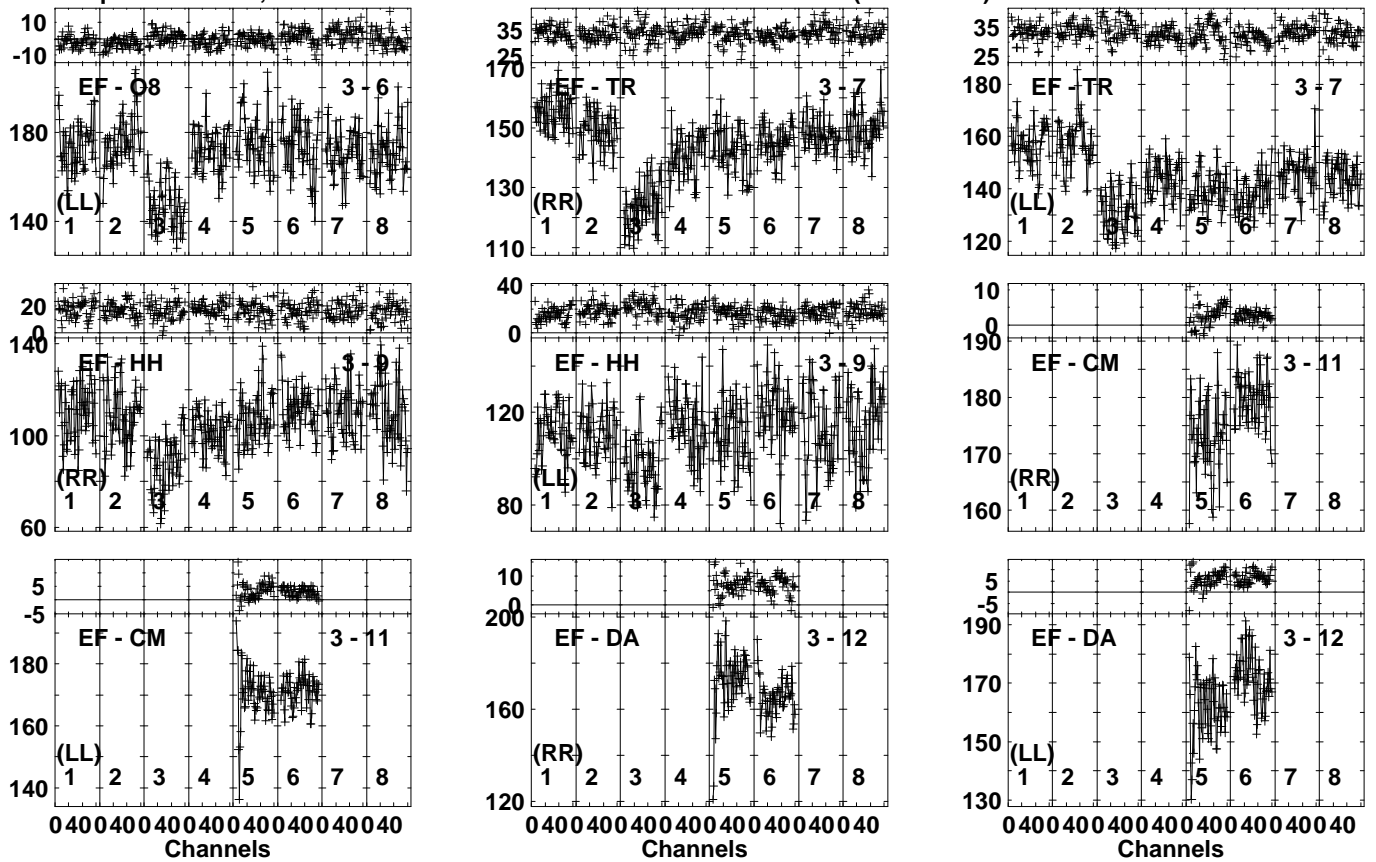 10
-10
EF - O8 3 - 6
180
(LL)
140
1 2 3 4 5 6 7 8
35
25
170
EF - TR 3 - 7
150
130
(RR)
1 2 3 4 5 6 7 8
110
35
25
180
EF - TR 3 - 7
160
140
(LL)
1 2 3 4 5 6 7 8
120
20
0
140
EF - HH 3 - 9
100
(RR)
1 2 3 4 5 6 7 8
60
40
0
EF - HH 3 - 9
120
(LL)
80
1 2 3 4 5 6 7 8
10
0
190
EF - CM 3 - 11
180
170
(RR)
160
1 2 3 4 5 6 7 8
5
-5
EF - CM 3 - 11
180
160
(LL)
140
1 2 3 4 5 6 7 8
0 40 0 40 0 40 0 40 0 40 0 40 0 40 0 40
Channels
10
0
200
EF - DA 3 - 12
160
(RR)
1 2 3 4 5 6 7 8
120
0 40 0 40 0 40 0 40 0 40 0 40 0 40 0 40
Channels
5
-5
190
EF - DA 3 - 12
170
150
(LL)
1 2 3 4 5 6 7 8
130
0 40 0 40 0 40 0 40 0 40 0 40 0 40 0 40
Channels